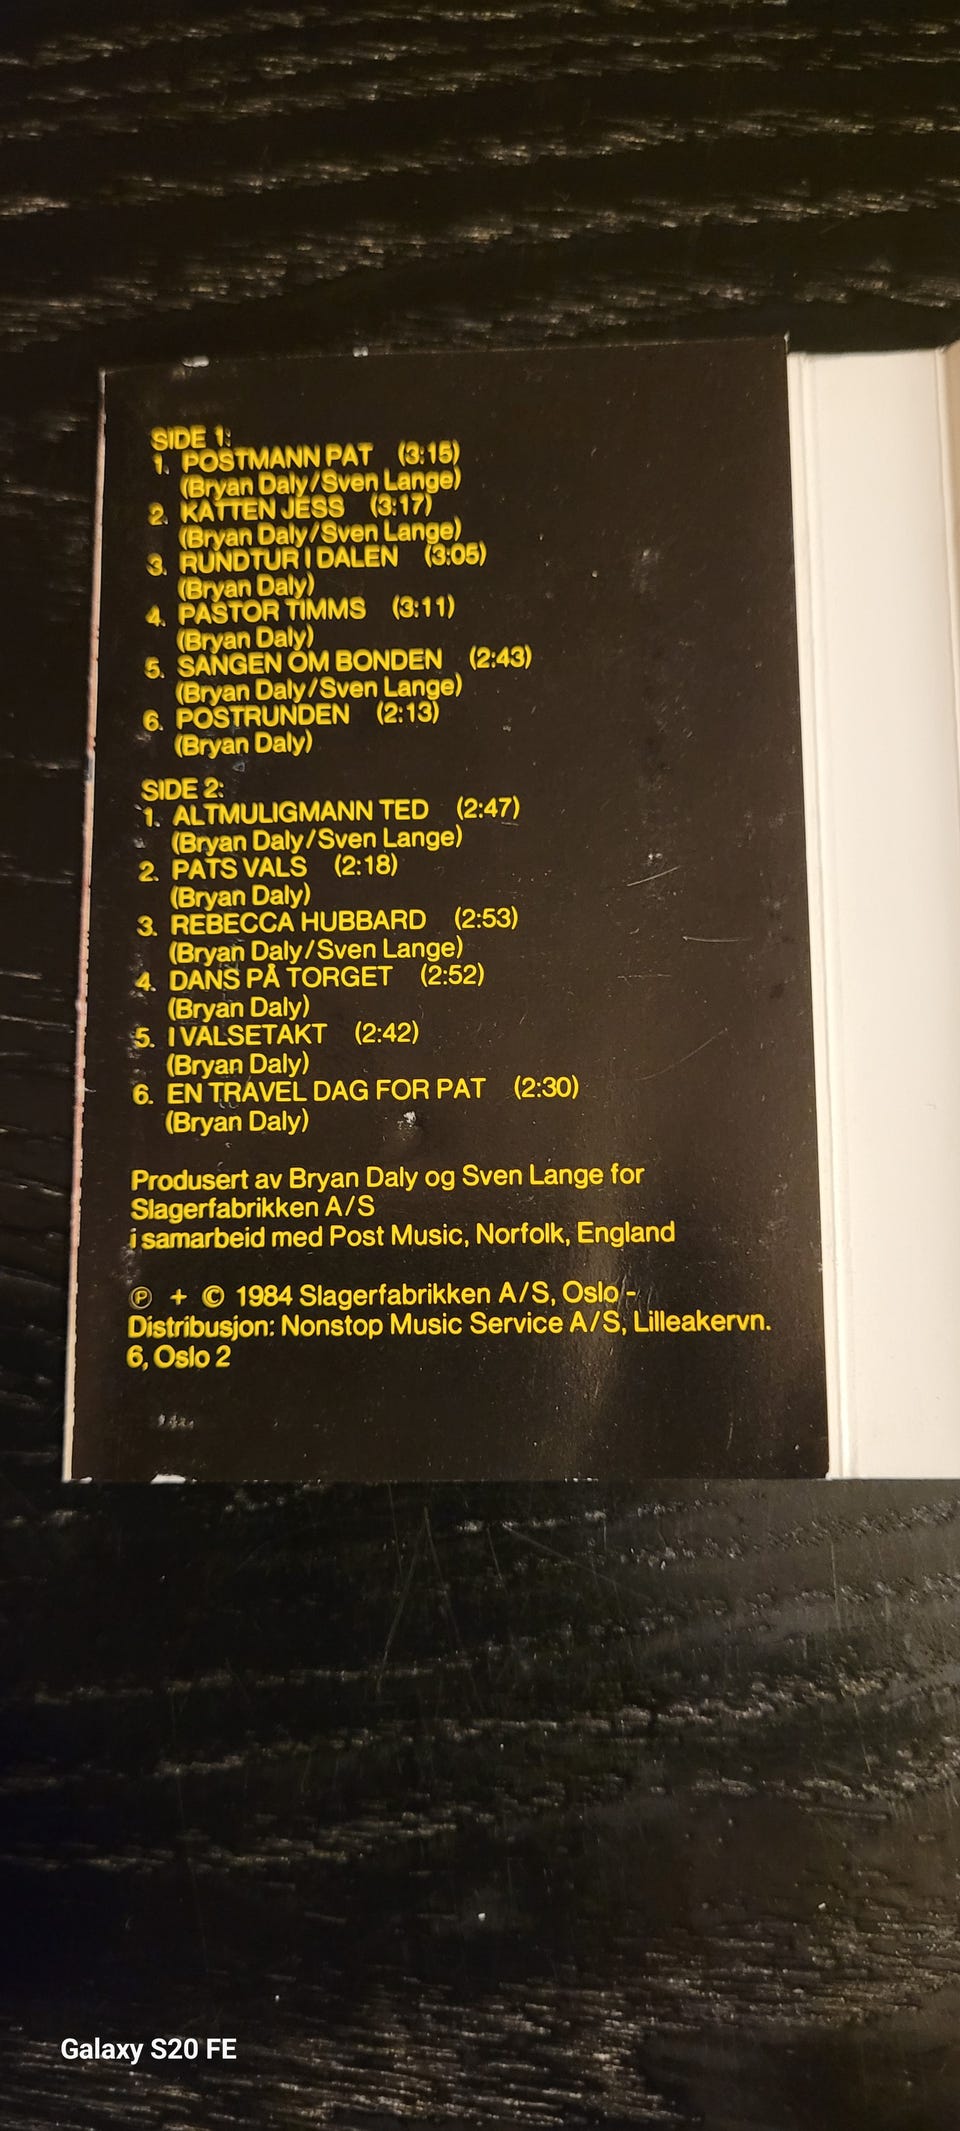 SIDE 1:
1. POSTMANN PAT (3:15)
(Bryan Daly/Sven Lange)
2. KATTEN JESS (3:17)
(Bryan Daly/Sven Lange)
3. RUNDTUR I DALEN (3:05)
(Bryan Daly)
4. PASTOR TIMMS (3:11)
(Bryan Daly)
5. SANGEN OM BONDEN (2:43)
(Bryan Daly/Sven Lange)
6. POSTRUNDEN (2:13)
(Bryan Daly)
SIDE 2:
1. ALTMULIGMANN TED (2:47)
(Bryan Daly/Sven Lange)
2. PATS VALS (2:18)
(Bryan Daly)
3. REBECCA HUBBARD (2:53)
(Bryan Daly/Sven Lange)
4. DANS PÅ TORGET (2:52)
(Bryan Daly)
5. I VALSETAKT (2:42)
(Bryan Daly)
6. EN TRAVEL DAG FOR PAT (2:30)
(Bryan Daly)
Produsert av Bryan Daly og Sven Lange for
Slagerfabrikken A/S
i samarbeid med Post Music, Norfolk, England
℗ + © 1984 Slagerfabrikken A/S, Oslo -
Distribusjon: Nonstop Music Service A/S, Lilleakervn.
6, Oslo 2
Galaxy S20 FE